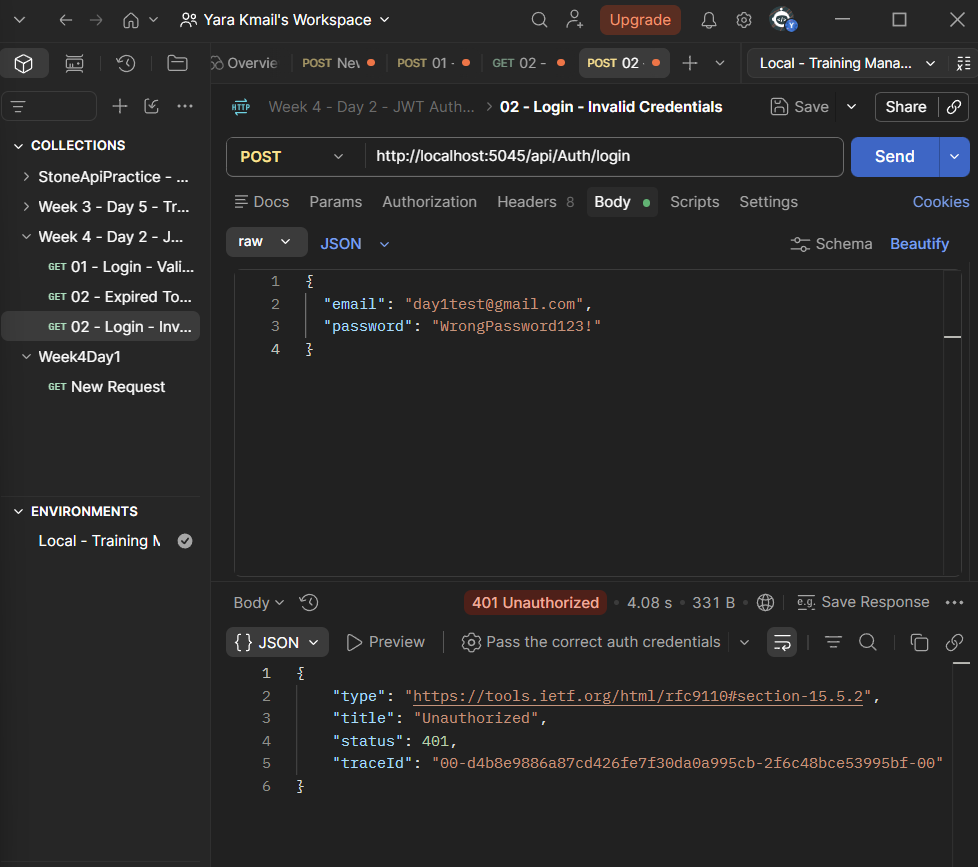 Yara Kmail's Workspace
Upgrade
Y
Overvie
POST Nev
POST 01 -
GET 02 -
POST 02
Local - Training Mana...
HTTP
Week 4 - Day 2 - JWT Auth... > 02 - Login - Invalid Credentials
Save
Share
COLLECTIONS
StoneApiPractice - ...
Week 3 - Day 5 - Tr...
Week 4 - Day 2 - J...
GET 01 - Login - Vali...
GET 02 - Expired To...
GET 02 - Login - Inv...
Week4Day1
GET New Request
ENVIRONMENTS
Local - Training M
POST
http://localhost:5045/api/Auth/login
Send
Docs Params Authorization Headers 8 Body Scripts Settings Cookies
raw JSON Schema Beautify
1 {
2 "email": "day1test@gmail.com",
3 "password": "WrongPassword123!"
4 }
Body 401 Unauthorized 4.08 s 331 B e.g. Save Response
{} JSON Preview Pass the correct auth credentials
1 {
2 "type": "https://tools.ietf.org/html/rfc9110#section-15.5.2",
3 "title": "Unauthorized",
4 "status": 401,
5 "traceId": "00-d4b8e9886a87cd426fe7f30da0a995cb-2f6c48bce53995bf-00"
6 }